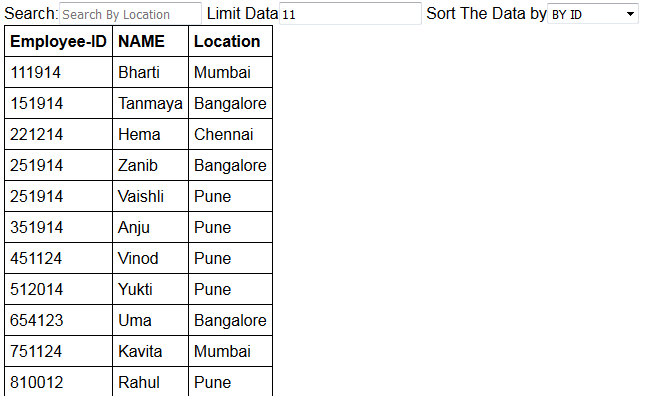 Search: Search By Location Limit Data 11 Sort The Data by BY ID
Employee-ID NAME Location
111914 Bharti Mumbai
151914 Tanmaya Bangalore
221214 Hema Chennai
251914 Zanib Bangalore
251914 Vaishli Pune
351914 Anju Pune
451124 Vinod Pune
512014 Yukti Pune
654123 Uma Bangalore
751124 Kavita Mumbai
810012 Rahul Pune